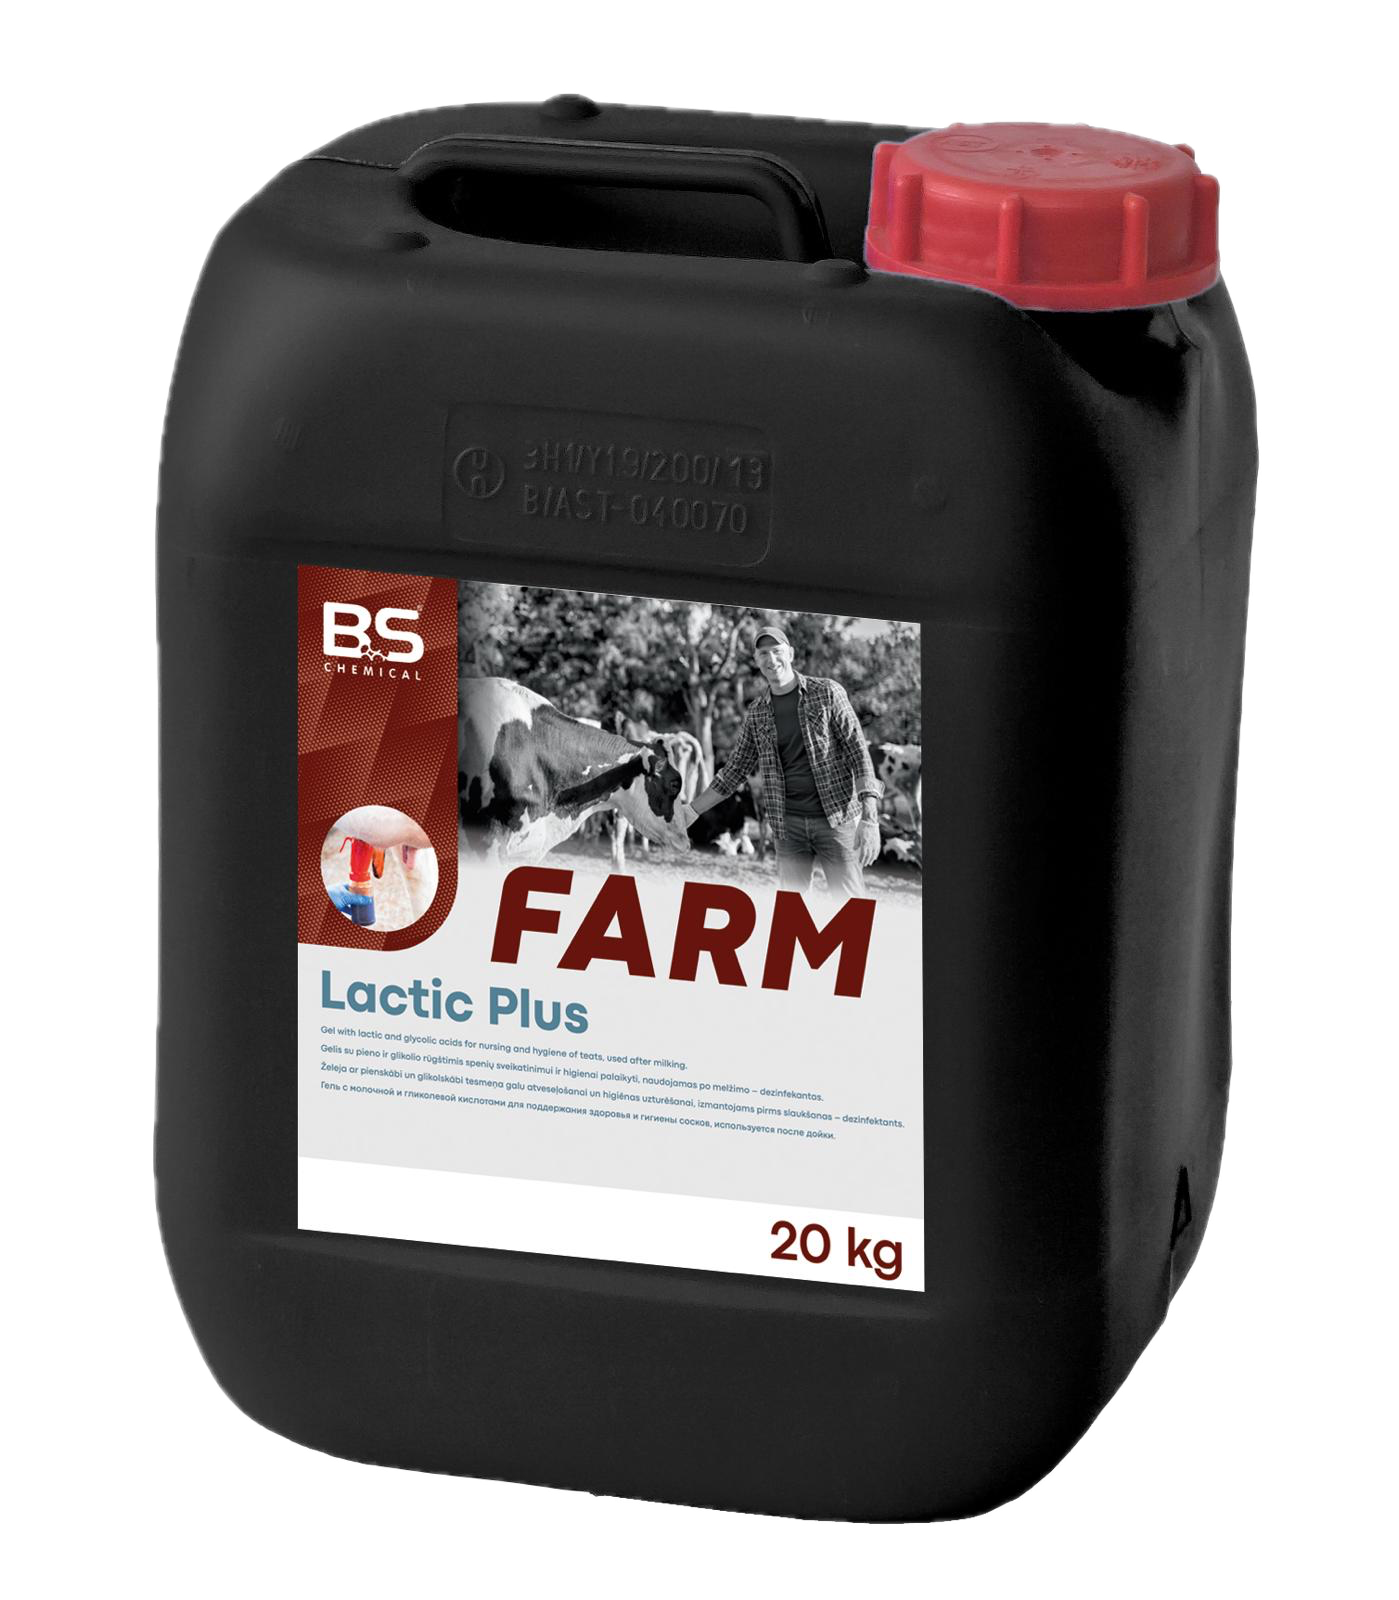 3H1/Y1.9/200/13
B/AST-040070
BS
CHEMICAL
FARM
Lactic Plus
Gel with lactic and glycolic acids for nursing and hygiene of teats, used after milking.
Gelis su pieno ir glikolio rūgštimis spenių sveikatinimui ir higienai palaikyti, naudojamas po melžimo – dezinfekantas.
Želeja ar pienskābi un glikolskābi tesmeņa galu atveseļošanai un higiēnas uzturēšanai, izmantojams pirms slaukšanas – dezinfektants.
Гель с молочной и гликолевой кислотами для поддержания здоровья и гигиены сосков, используется после дойки.
20 kg